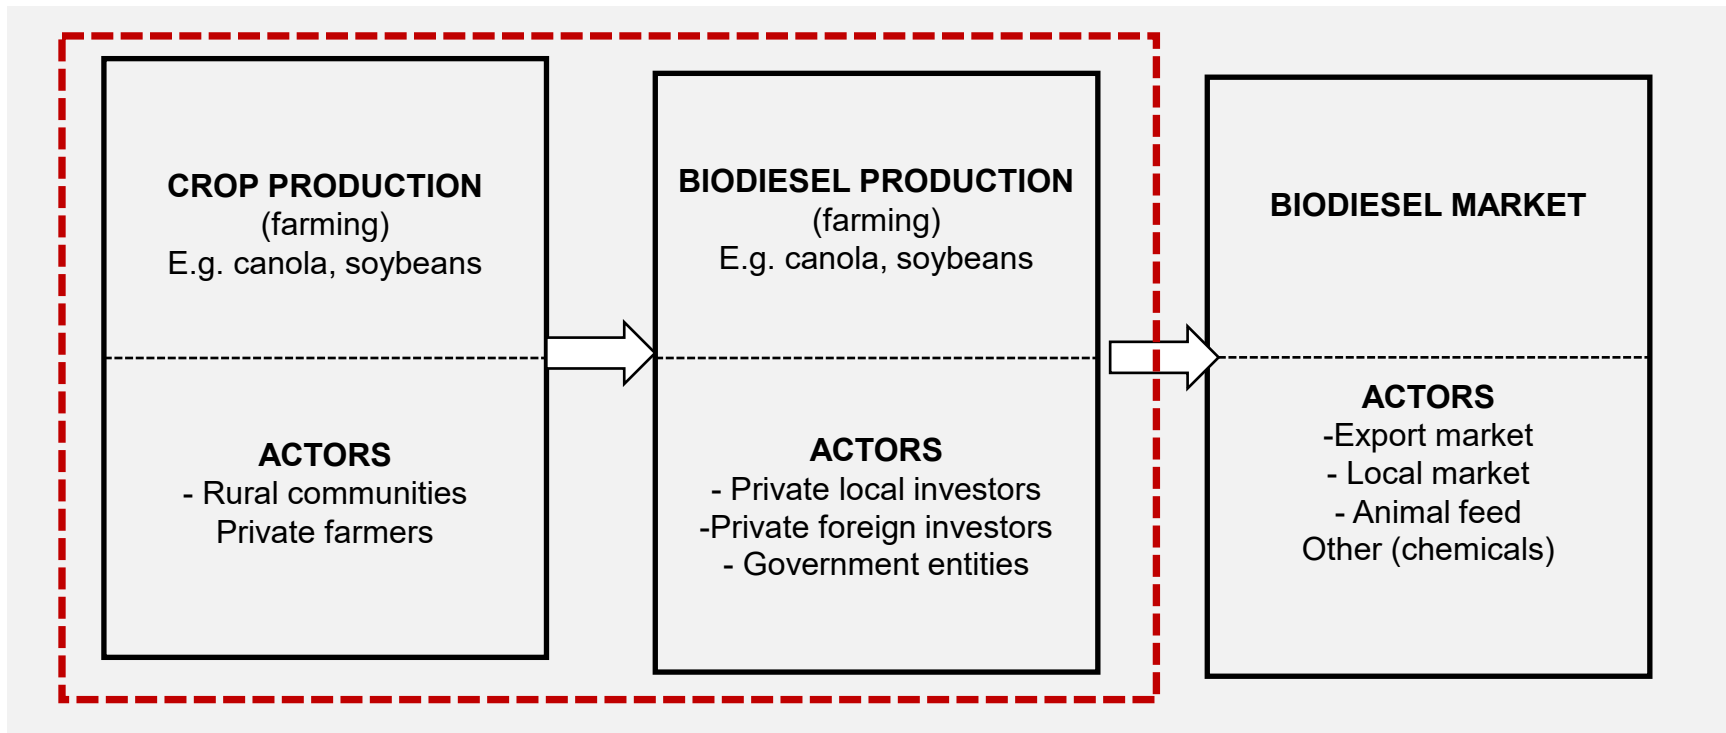 CROP PRODUCTION
(farming)
E.g. canola, soybeans
ACTORS
- Rural communities
Private farmers
BIODIESEL PRODUCTION
(farming)
E.g. canola, soybeans
ACTORS
- Private local investors
-Private foreign investors
- Government entities
BIODIESEL MARKET
ACTORS
-Export market
- Local market
- Animal feed
Other (chemicals)